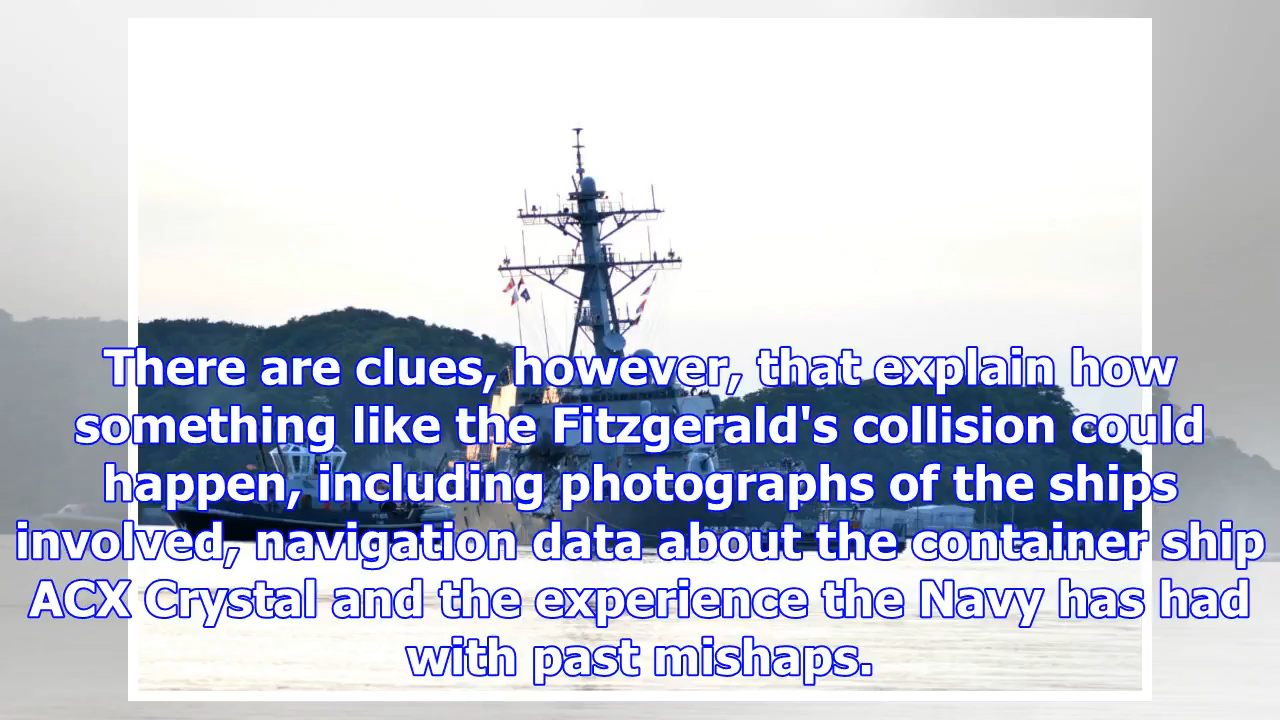 There are clues, however, that explain how
something like the Fitzgerald's collision could
happen, including photographs of the ships
involved, navigation data about the container ship
ACX Crystal and the experience the Navy has had
with past mishaps.